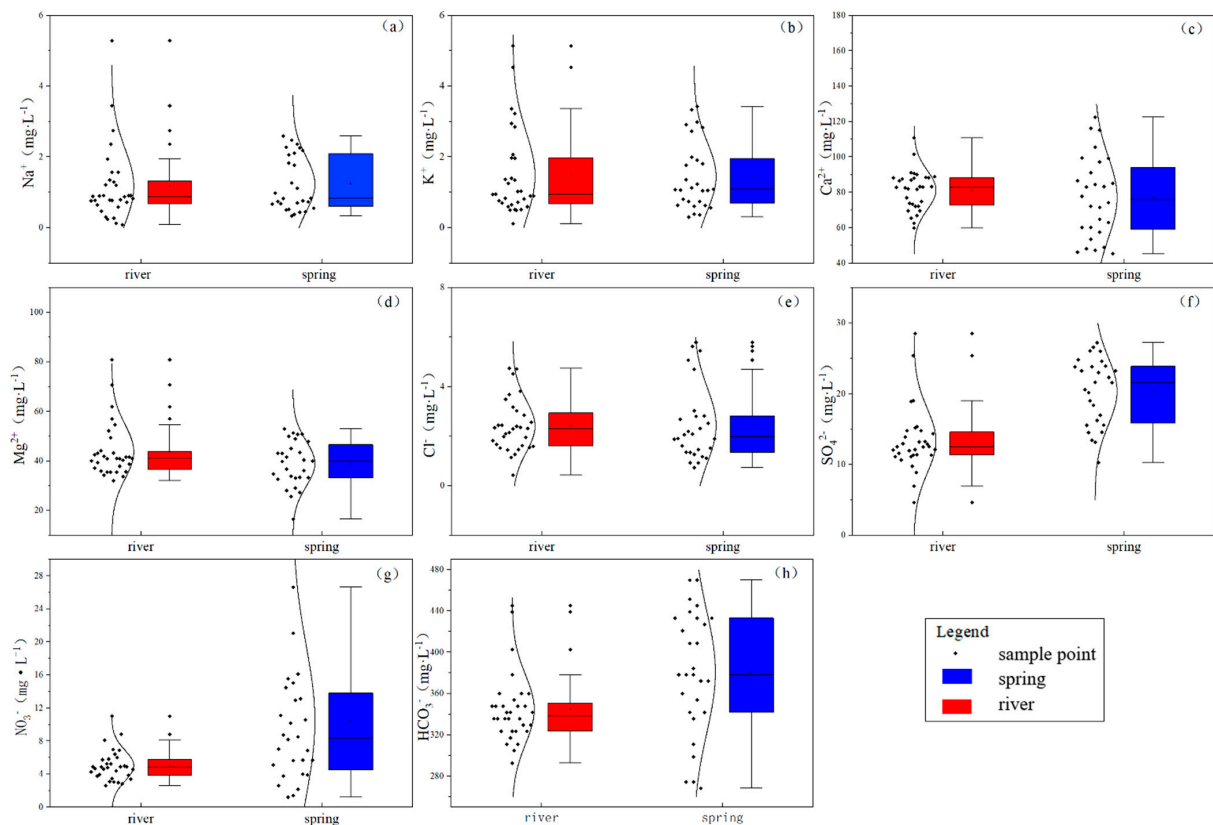 (a)
Na⁺ (mg·L⁻¹)
6
4
2
0
river spring
(b)
K⁺ (mg·L⁻¹)
6
4
2
0
river spring
(c)
Ca²⁺ (mg·L⁻¹)
180
160
140
120
100
80
60
40
river spring
(d)
Mg²⁺ (mg·L⁻¹)
100
80
60
40
20
river spring
(e)
Cl⁻ (mg·L⁻¹)
8
4
0
river spring
(f)
SO₄²⁻ (mg·L⁻¹)
30
20
10
0
river spring
(g)
NO₃⁻ (mg•L⁻¹)
28
24
20
16
12
8
4
0
river spring
(h)
HCO₃⁻ (mg·L⁻¹)
480
440
400
360
320
280
river spring
Legend
sample point
spring
river